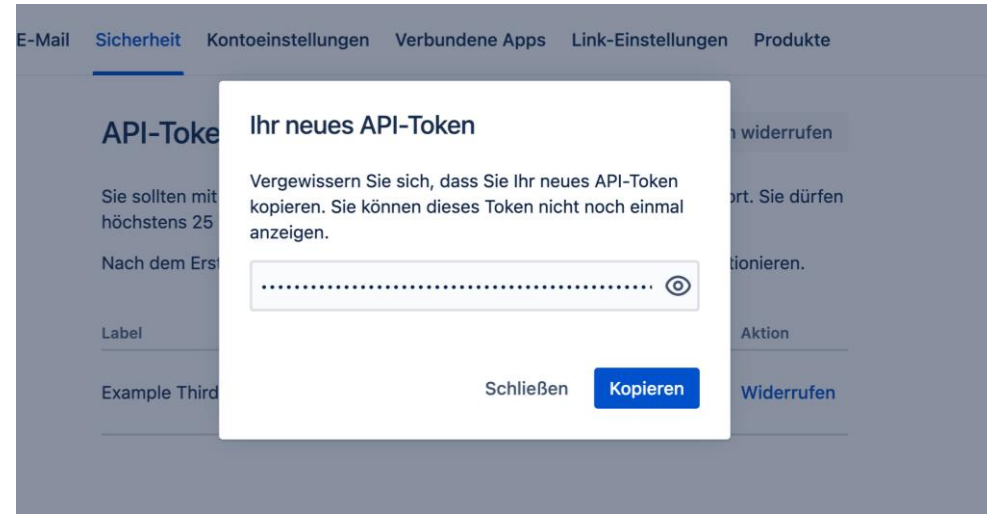 E-Mail Sicherheit Kontoeinstellungen Verbundene Apps Link-Einstellungen Produkte
Ihr neues API-Token
API-Toke widerrufen
Vergewissern Sie sich, dass Sie Ihr neues API-Token
Sie sollten mit ort. Sie dürfen
kopieren. Sie können dieses Token nicht noch einmal
höchstens 25
anzeigen.
Nach dem Erst tionieren.
••••••••••••••••••••••••••••••••••••••••••••••••
Label Aktion
Schließen Kopieren
Example Third Widerrufen